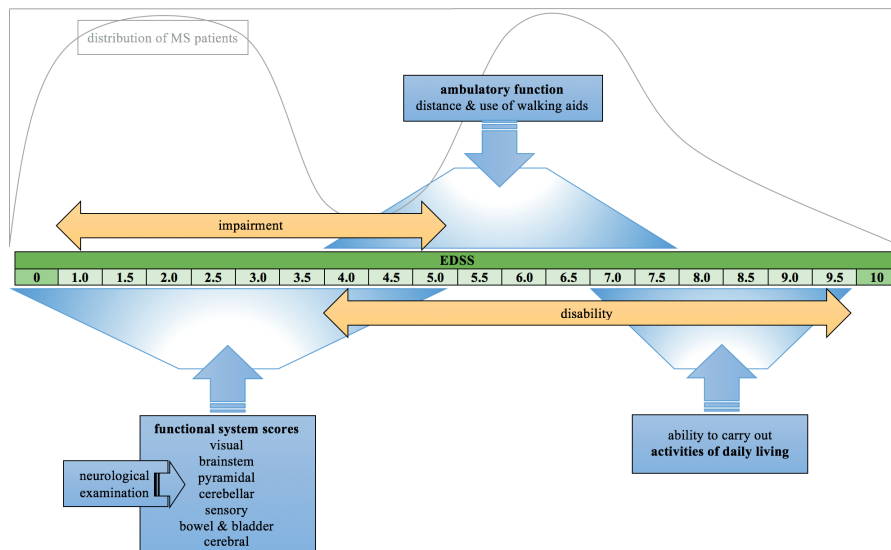 distribution of MS patients
ambulatory function
distance & use of walking aids
impairment
EDSS
0 1.0 1.5 2.0 2.5 3.0 3.5 4.0 4.5 5.0 5.5 6.0 6.5 7.0 7.5 8.0 8.5 9.0 9.5 10
disability
functional system scores
visual
brainstem
pyramidal
cerebellar
sensory
bowel & bladder
cerebral
neurological
examination
ability to carry out
activities of daily living